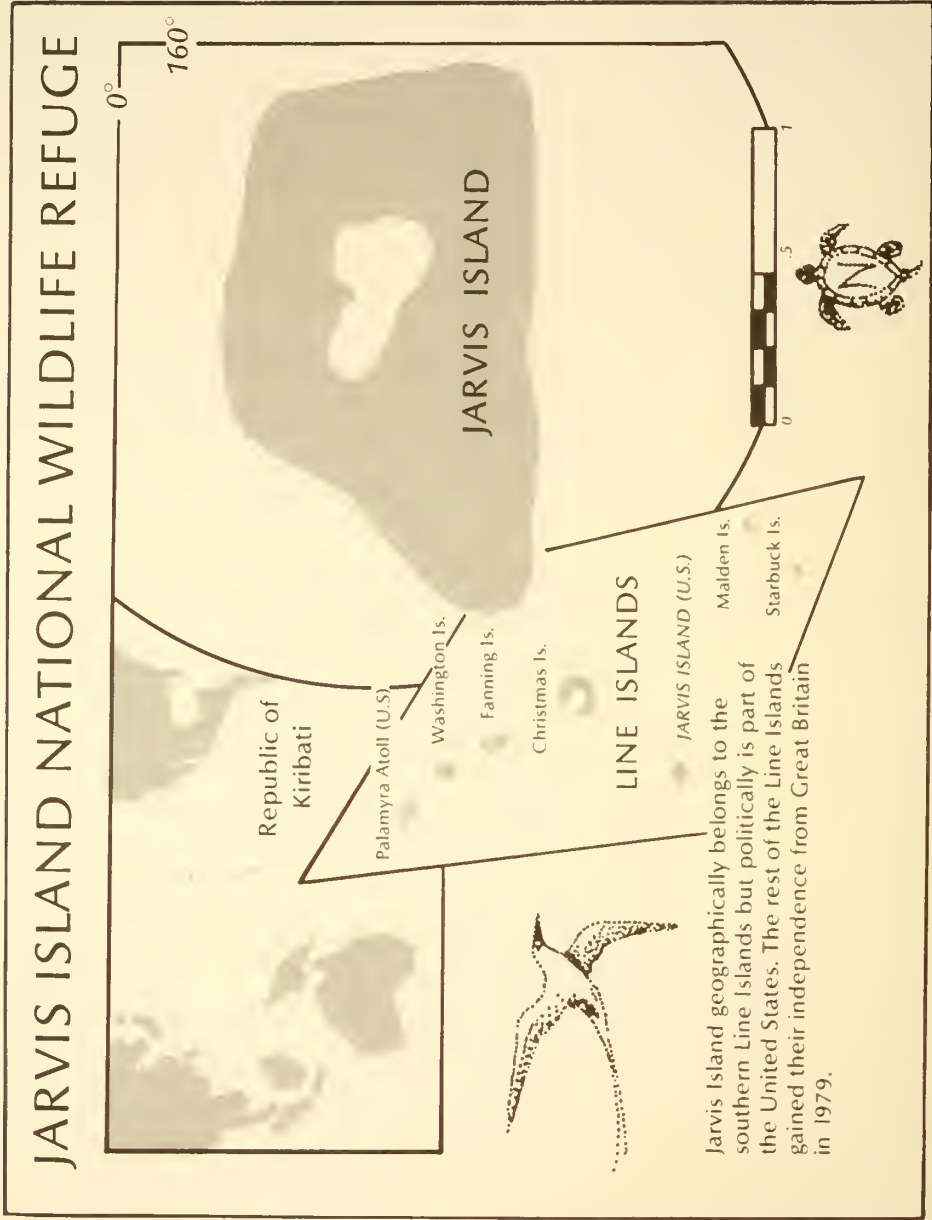 JARVIS ISLAND NATIONAL WILDLIFE REFUGE
0°
160°
Republic of
Kiribati
Palamyra Atoll (U.S)
Washington Is.
Fanning Is.
Christmas Is.
LINE ISLANDS
JARVIS ISLAND (U.S.)
Malden Is.
Starbuck Is.
JARVIS ISLAND
0
.5
1
N
Jarvis Island geographically belongs to the
southern Line Islands but politically is part of
the United States. The rest of the Line Islands
gained their independence from Great Britain
in 1979.